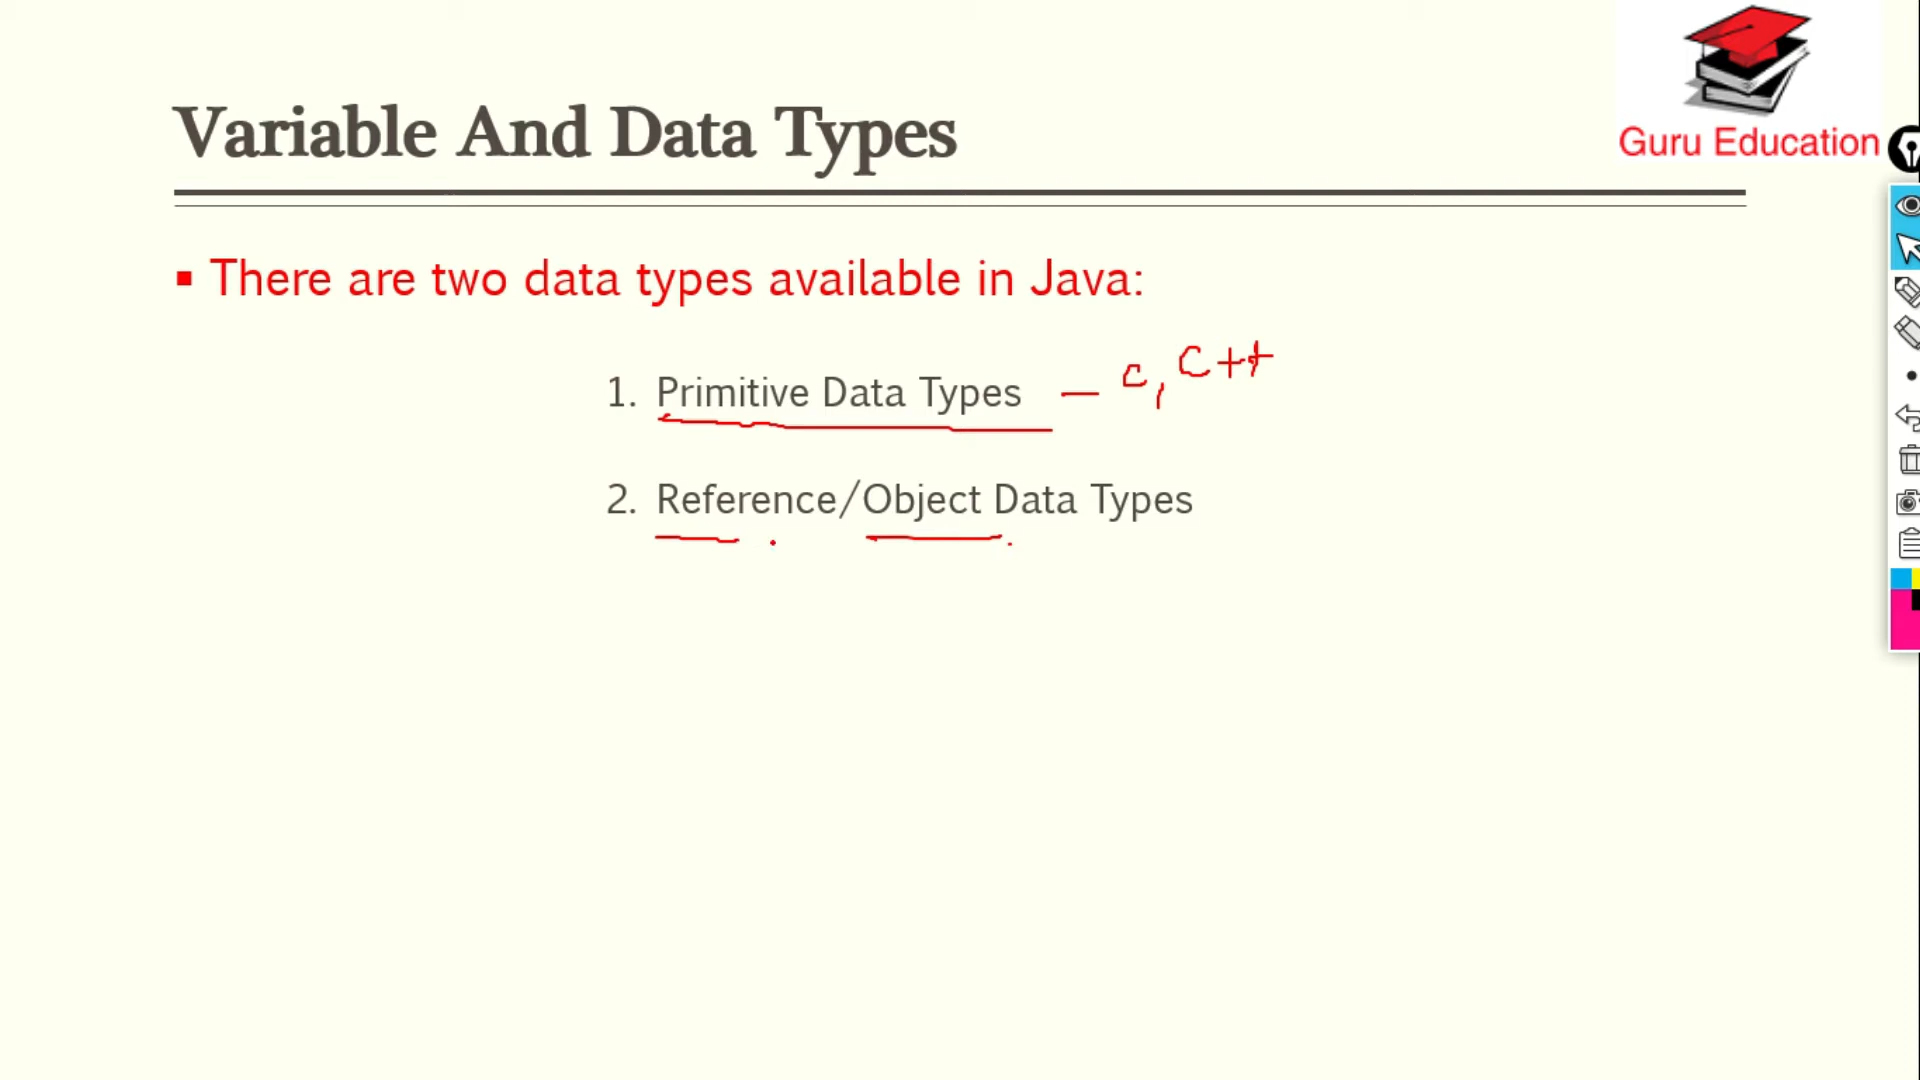 Guru Education
Variable And Data Types
▪ There are two data types available in Java:
1. Primitive Data Types — c, C++
2. Reference/Object Data Types